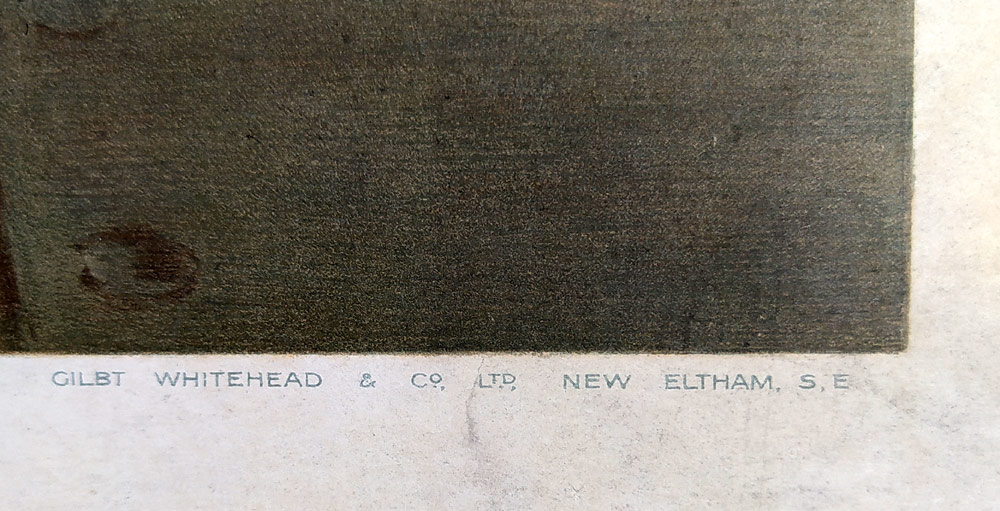 GILBT WHITEHEAD & Co, LTD, NEW ELTHAM, S, E